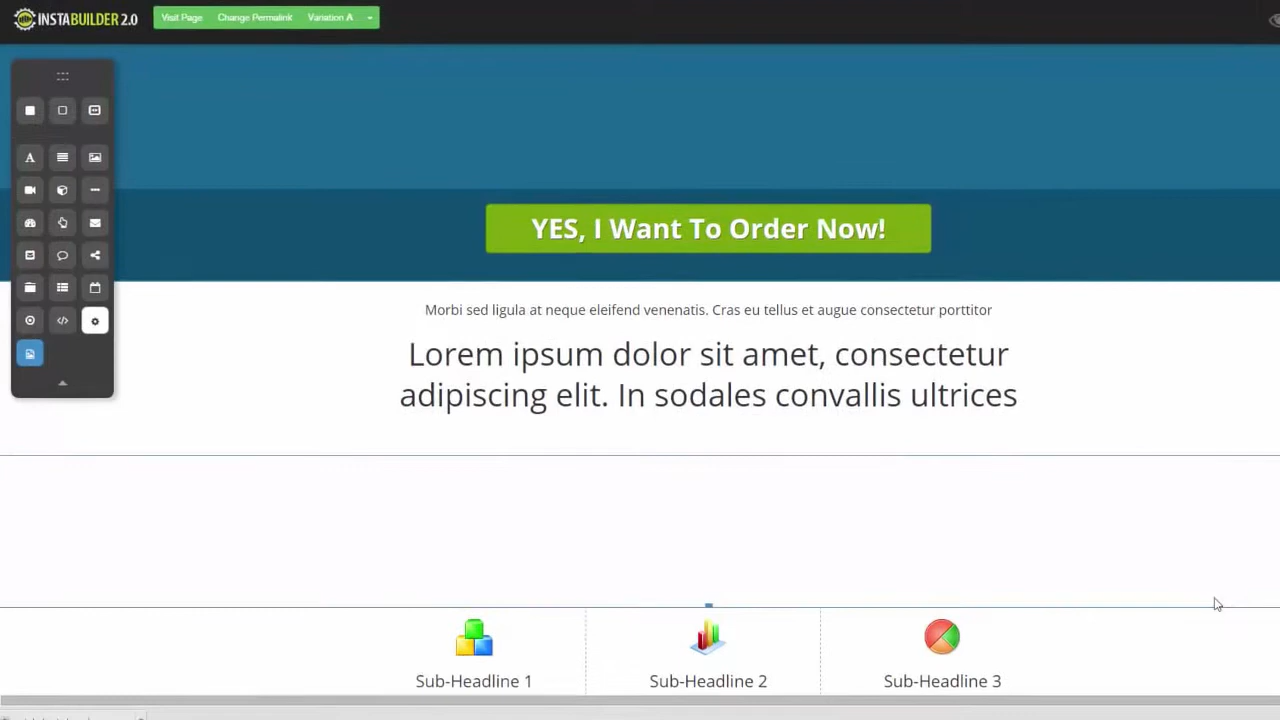 INSTABUILDER 2.0
Visit Page Change Permalink Variation A
YES, I Want To Order Now!
Morbi sed ligula at neque eleifend venenatis. Cras eu tellus et augue consectetur porttitor
Lorem ipsum dolor sit amet, consectetur
adipiscing elit. In sodales convallis ultrices
Sub-Headline 1 Sub-Headline 2 Sub-Headline 3